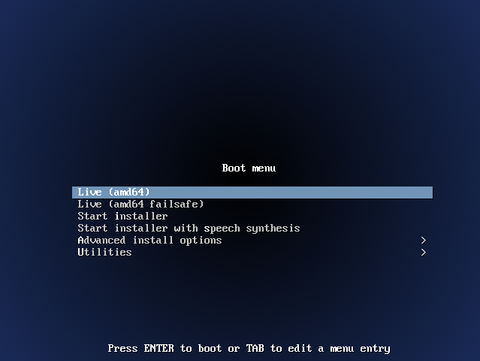 Boot menu
Live (amd64)
Live (amd64 failsafe)
Start installer
Start installer with speech synthesis
Advanced install options >
Utilities >
Press ENTER to boot or TAB to edit a menu entry